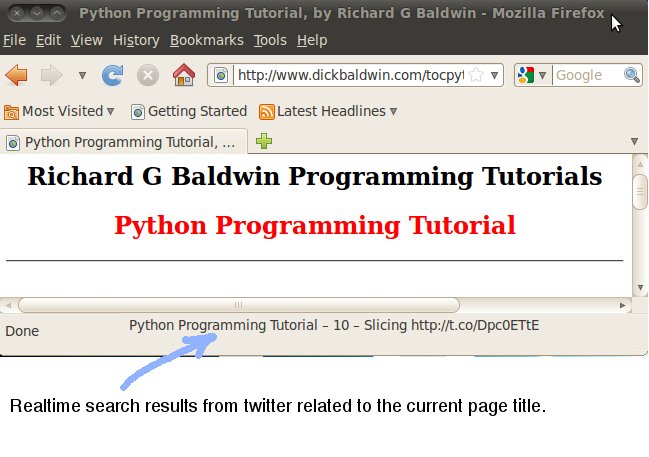 Python Programming Tutorial, by Richard G Baldwin - Mozilla Firefox
File Edit View History Bookmarks Tools Help
http://www.dickbaldwin.com/tocpyt Google
Most Visited Getting Started Latest Headlines
Python Programming Tutorial, ...
Richard G Baldwin Programming Tutorials
Python Programming Tutorial
Done Python Programming Tutorial – 10 – Slicing http://t.co/Dpc0ETtE
Realtime search results from twitter related to the current page title.